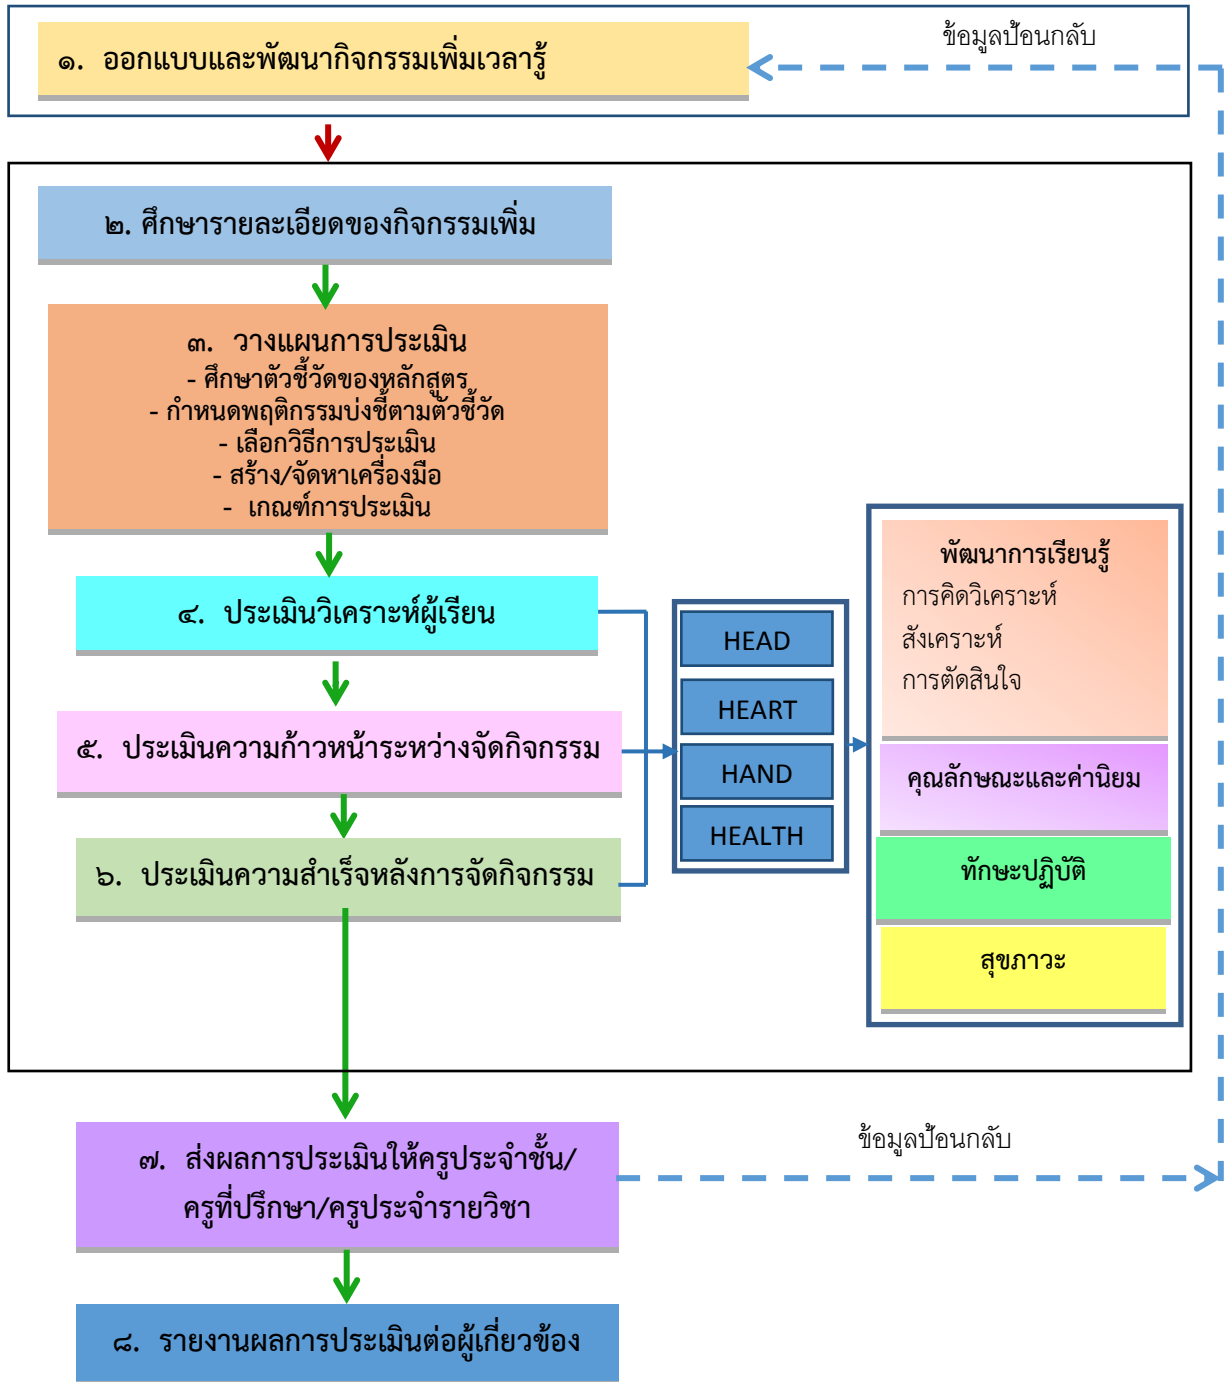 ข้อมูลป้อนกลับ
๑. ออกแบบและพัฒนากิจกรรมเพิ่มเวลารู้
๒. ศึกษารายละเอียดของกิจกรรมเพิ่ม
๓. วางแผนการประเมิน
- ศึกษาตัวชี้วัดของหลักสูตร
- กำหนดพฤติกรรมบ่งชี้ตามตัวชี้วัด
- เลือกวิธีการประเมิน
- สร้าง/จัดหาเครื่องมือ
- เกณฑ์การประเมิน
๔. ประเมินวิเคราะห์ผู้เรียน
๕. ประเมินความก้าวหน้าระหว่างจัดกิจกรรม
๖. ประเมินความสำเร็จหลังการจัดกิจกรรม
HEAD
HEART
HAND
HEALTH
พัฒนาการเรียนรู้
การคิดวิเคราะห์
สังเคราะห์
การตัดสินใจ
คุณลักษณะและค่านิยม
ทักษะปฏิบัติ
สุขภาวะ
๗. ส่งผลการประเมินให้ครูประจำชั้น/
ครูที่ปรึกษา/ครูประจำรายวิชา
ข้อมูลป้อนกลับ
๘. รายงานผลการประเมินต่อผู้เกี่ยวข้อง